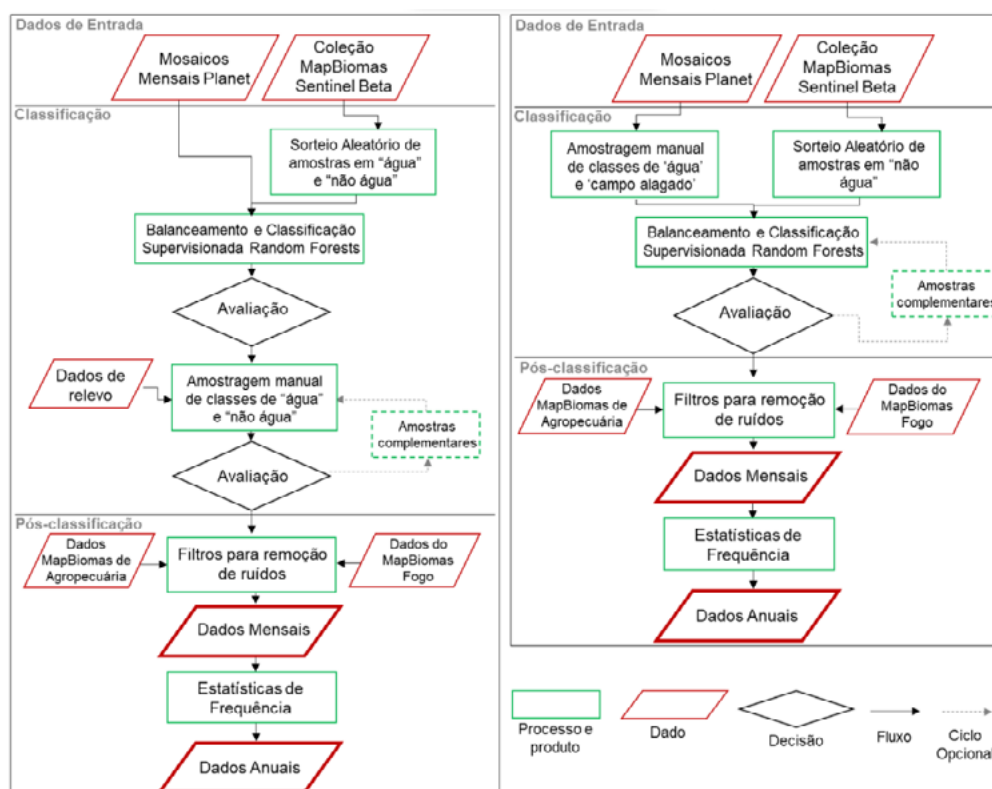 Dados de Entrada
Mosaicos
Mensais Planet
Coleção
MapBiomas
Sentinel Beta
Classificação
Sorteio Aleatório de
amostras em “água”
e “não água”
Balanceamento e Classificação
Supervisionada Random Forests
Avaliação
Dados de
relevo
Amostragem manual
de classes de “água”
e “não água”
Amostras
complementares
Avaliação
Pós-classificação
Dados
MapBiomas de
Agropecuária
Filtros para remoção
de ruídos
Dados do
MapBiomas
Fogo
Dados Mensais
Estatísticas de
Frequência
Dados Anuais
Dados de Entrada
Mosaicos
Mensais Planet
Coleção
MapBiomas
Sentinel Beta
Classificação
Amostragem manual
de classes de ‘água’
e ‘campo alagado’
Sorteio Aleatório de
amostras em “não
água”
Balanceamento e Classificação
Supervisionada Random Forests
Amostras
complementares
Avaliação
Pós-classificação
Dados
MapBiomas de
Agropecuária
Filtros para remoção
de ruídos
Dados do
MapBiomas
Fogo
Dados Mensais
Estatísticas de
Frequência
Dados Anuais
Processo e
produto
Dado
Decisão
Fluxo
Ciclo
Opcional